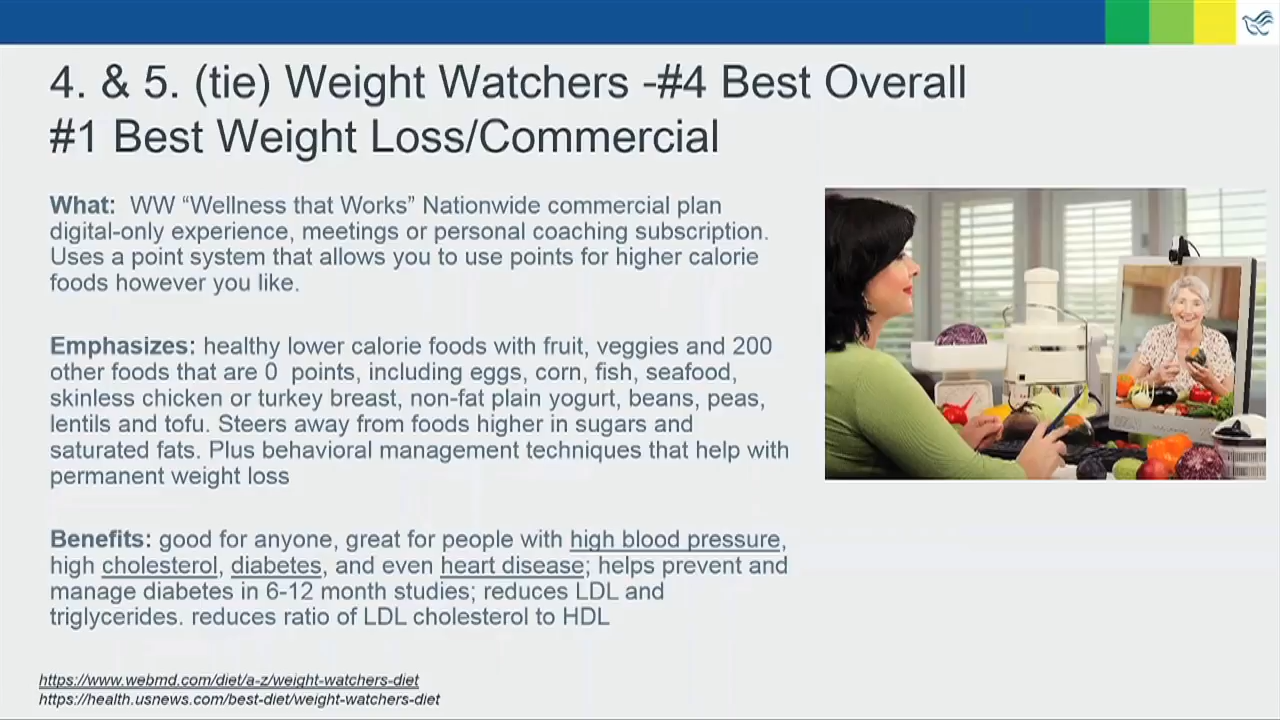 4. & 5. (tie) Weight Watchers -#4 Best Overall
#1 Best Weight Loss/Commercial
What:  WW “Wellness that Works” Nationwide commercial plan
digital-only experience, meetings or personal coaching subscription.
Uses a point system that allows you to use points for higher calorie
foods however you like.
Emphasizes: healthy lower calorie foods with fruit, veggies and 200
other foods that are 0  points, including eggs, corn, fish, seafood,
skinless chicken or turkey breast, non-fat plain yogurt, beans, peas,
lentils and tofu. Steers away from foods higher in sugars and
saturated fats. Plus behavioral management techniques that help with
permanent weight loss
Benefits: good for anyone, great for people with high blood pressure,
high cholesterol, diabetes, and even heart disease; helps prevent and
manage diabetes in 6-12 month studies; reduces LDL and
triglycerides. reduces ratio of LDL cholesterol to HDL
https://www.webmd.com/diet/a-z/weight-watchers-diet
https://health.usnews.com/best-diet/weight-watchers-diet